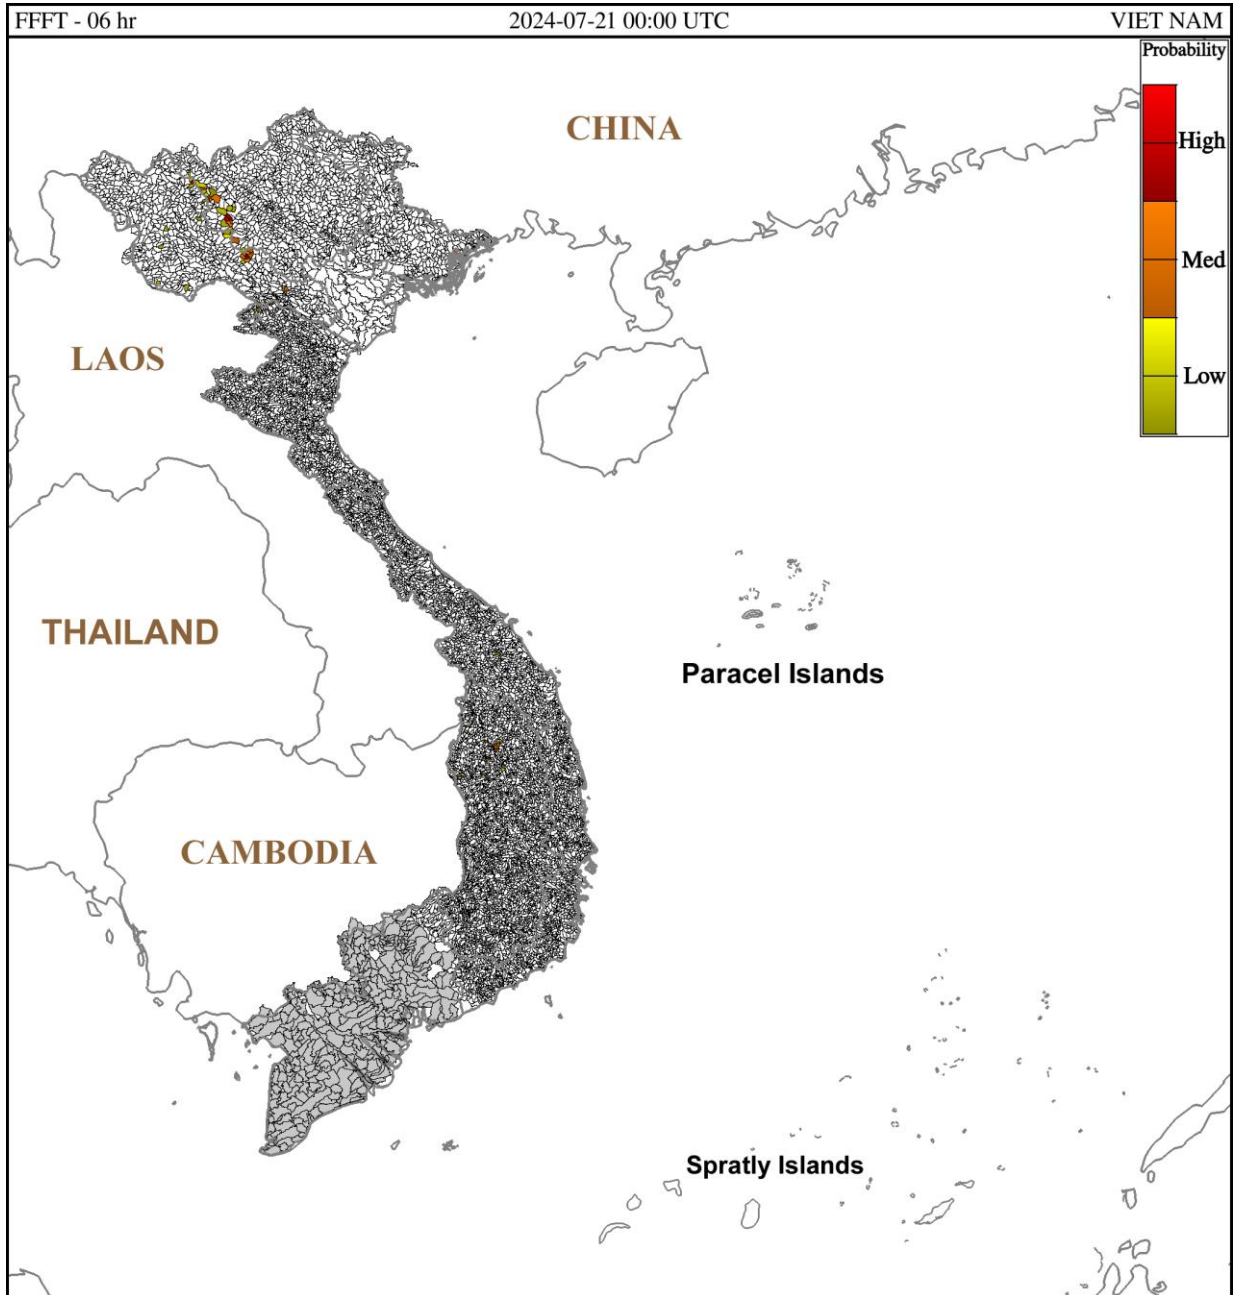 FFFT - 06 hr 2024-07-21 00:00 UTC VIET NAM
Probability
CHINA
High
Med
LAOS
Low
THAILAND
Paracel Islands
CAMBODIA
Spratly Islands